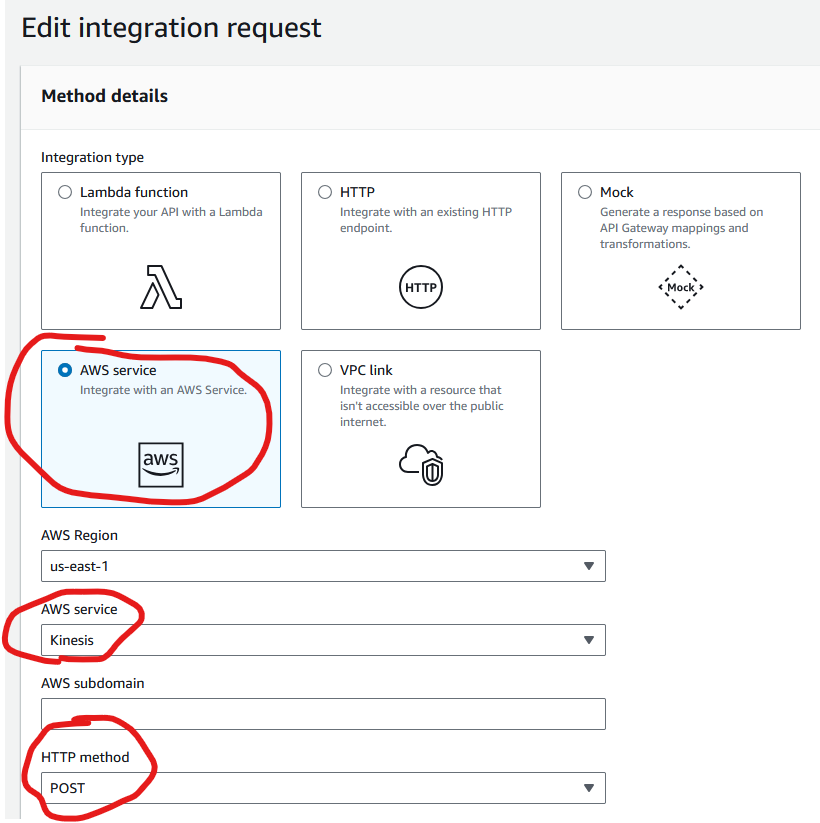 Edit integration request
Method details
Integration type
Lambda function
Integrate your API with a Lambda
function.
HTTP
Integrate with an existing HTTP
endpoint.
HTTP
Mock
Generate a response based on
API Gateway mappings and
transformations.
Mock
AWS service
Integrate with an AWS Service.
aws
VPC link
Integrate with a resource that
isn't accessible over the public
internet.
AWS Region
us-east-1
AWS service
Kinesis
AWS subdomain
HTTP method
POST